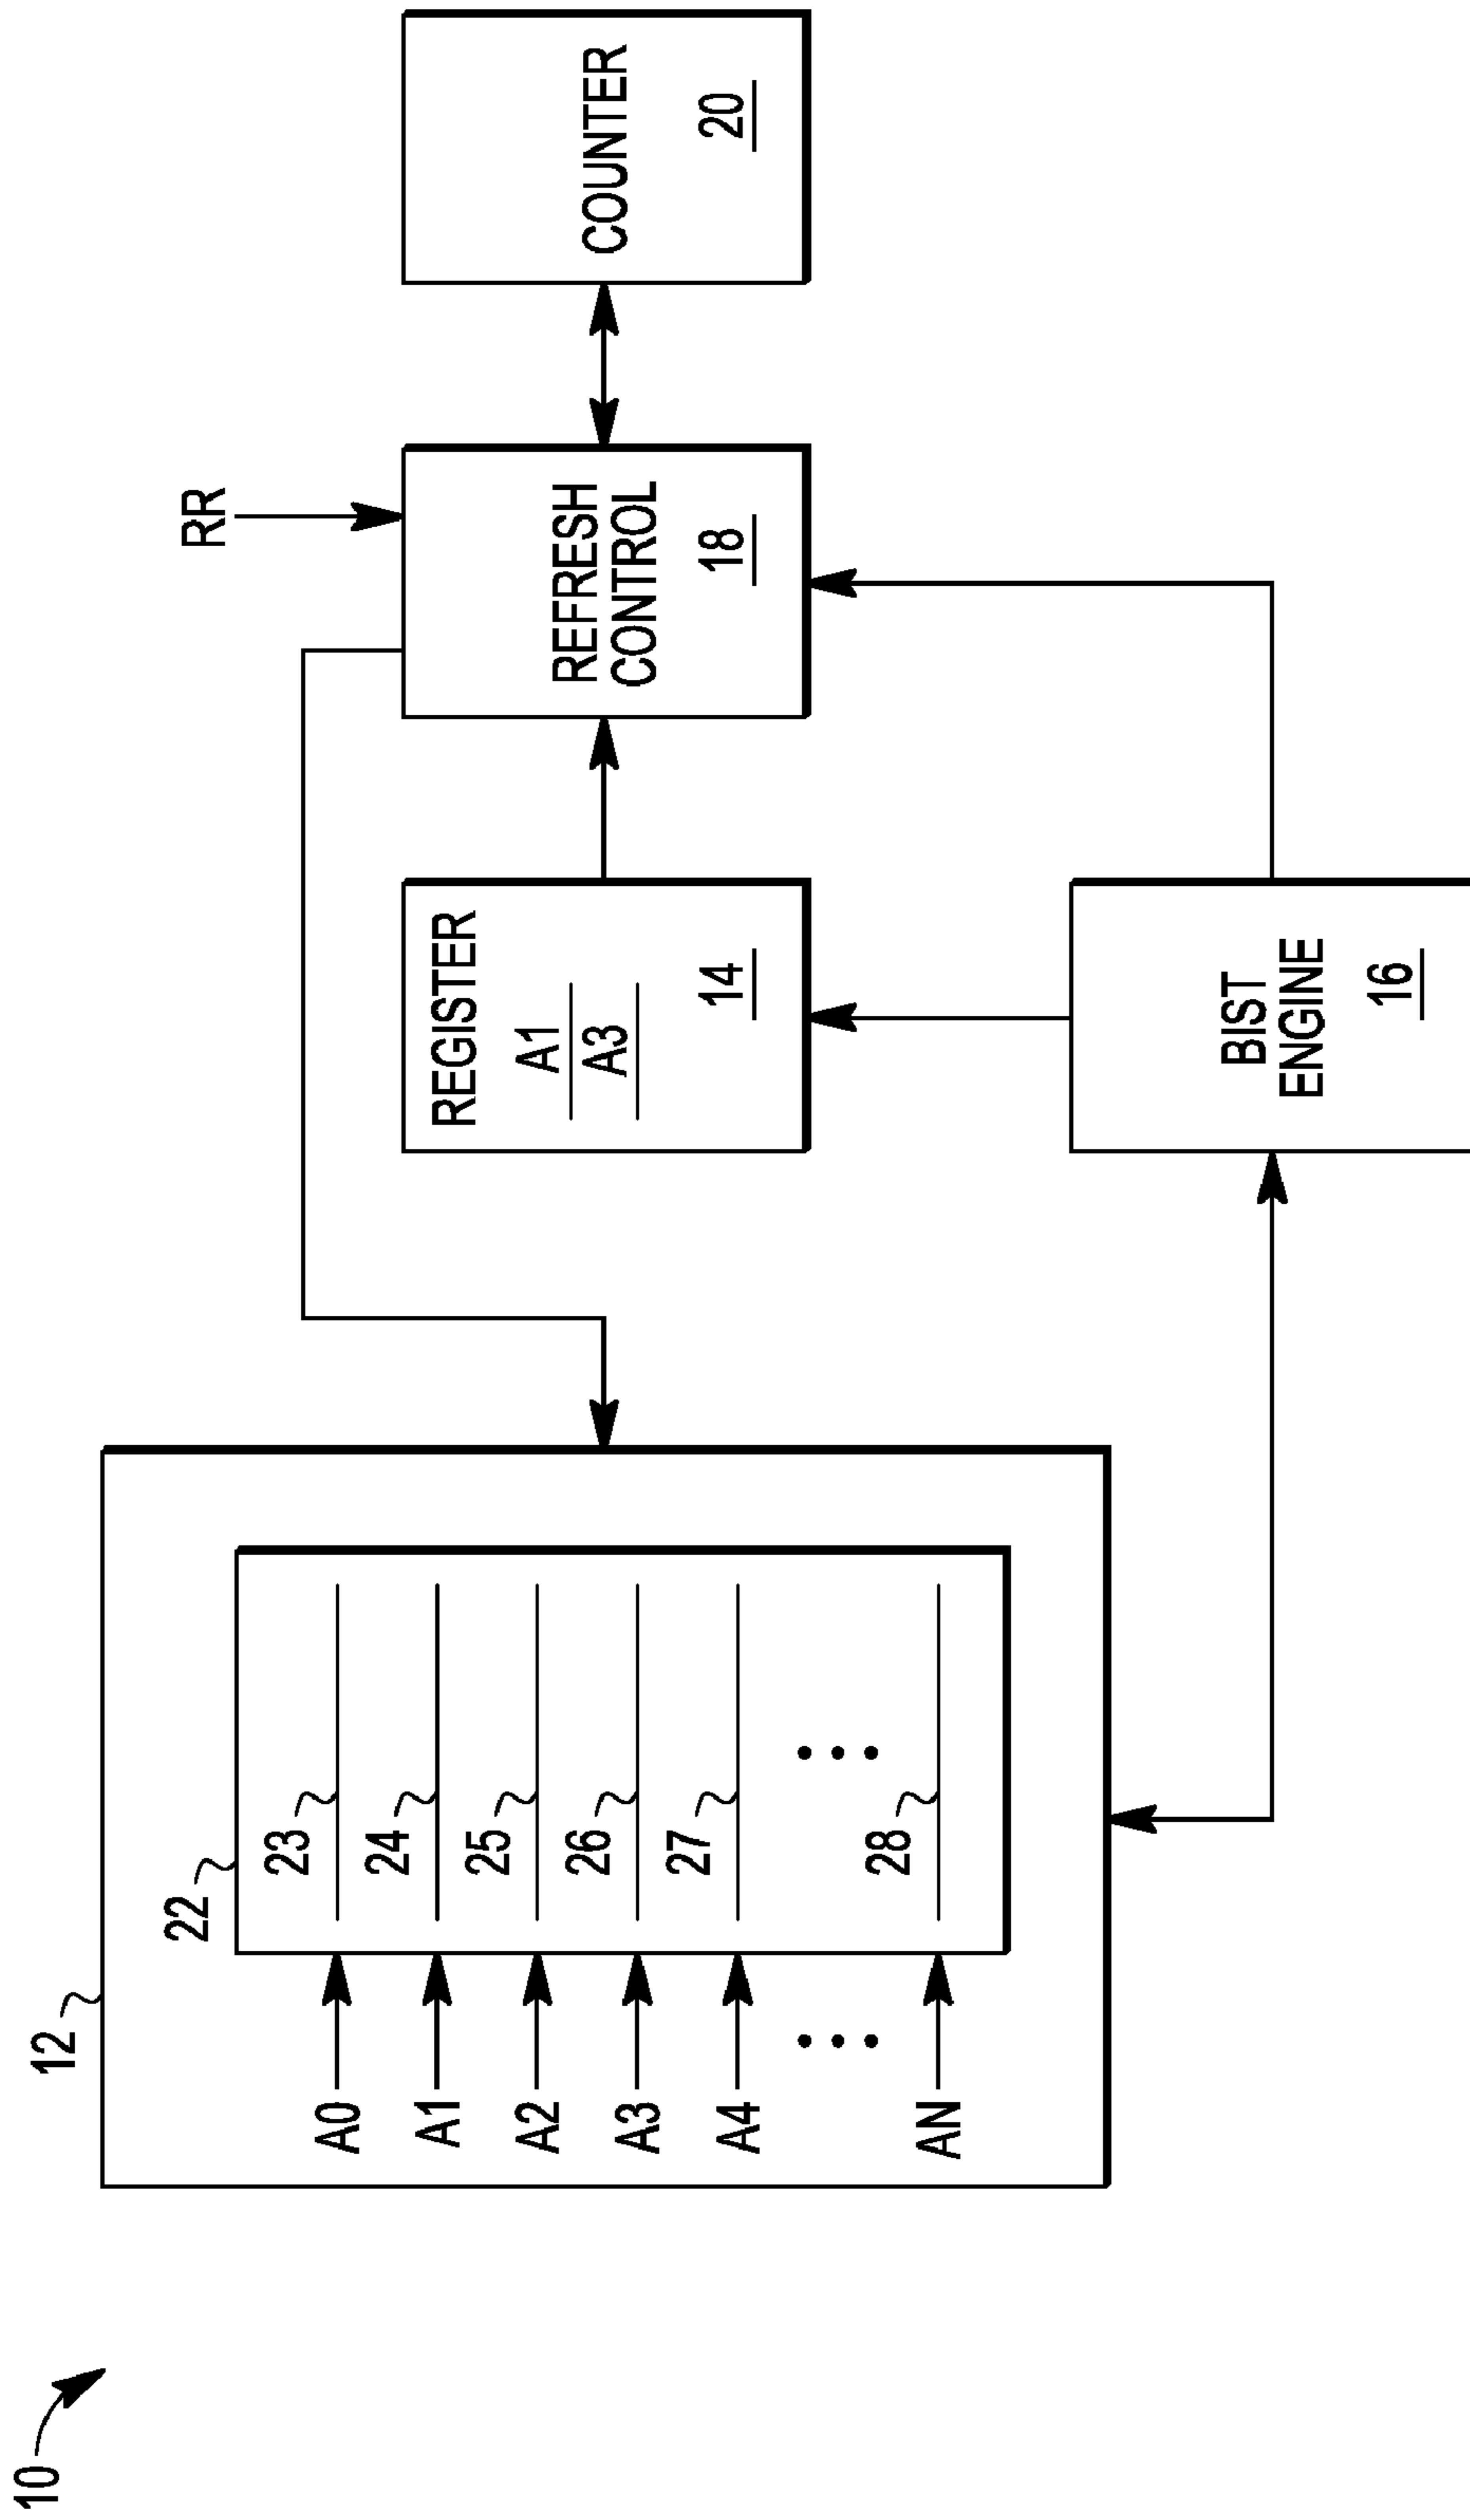 10
12
22
A0
23
A1
24
A2
25
A3
26
A4
27
AN
28
REGISTER
A1
A3
14
RR
REFRESH
CONTROL
18
COUNTER
20
BIST
ENGINE
16